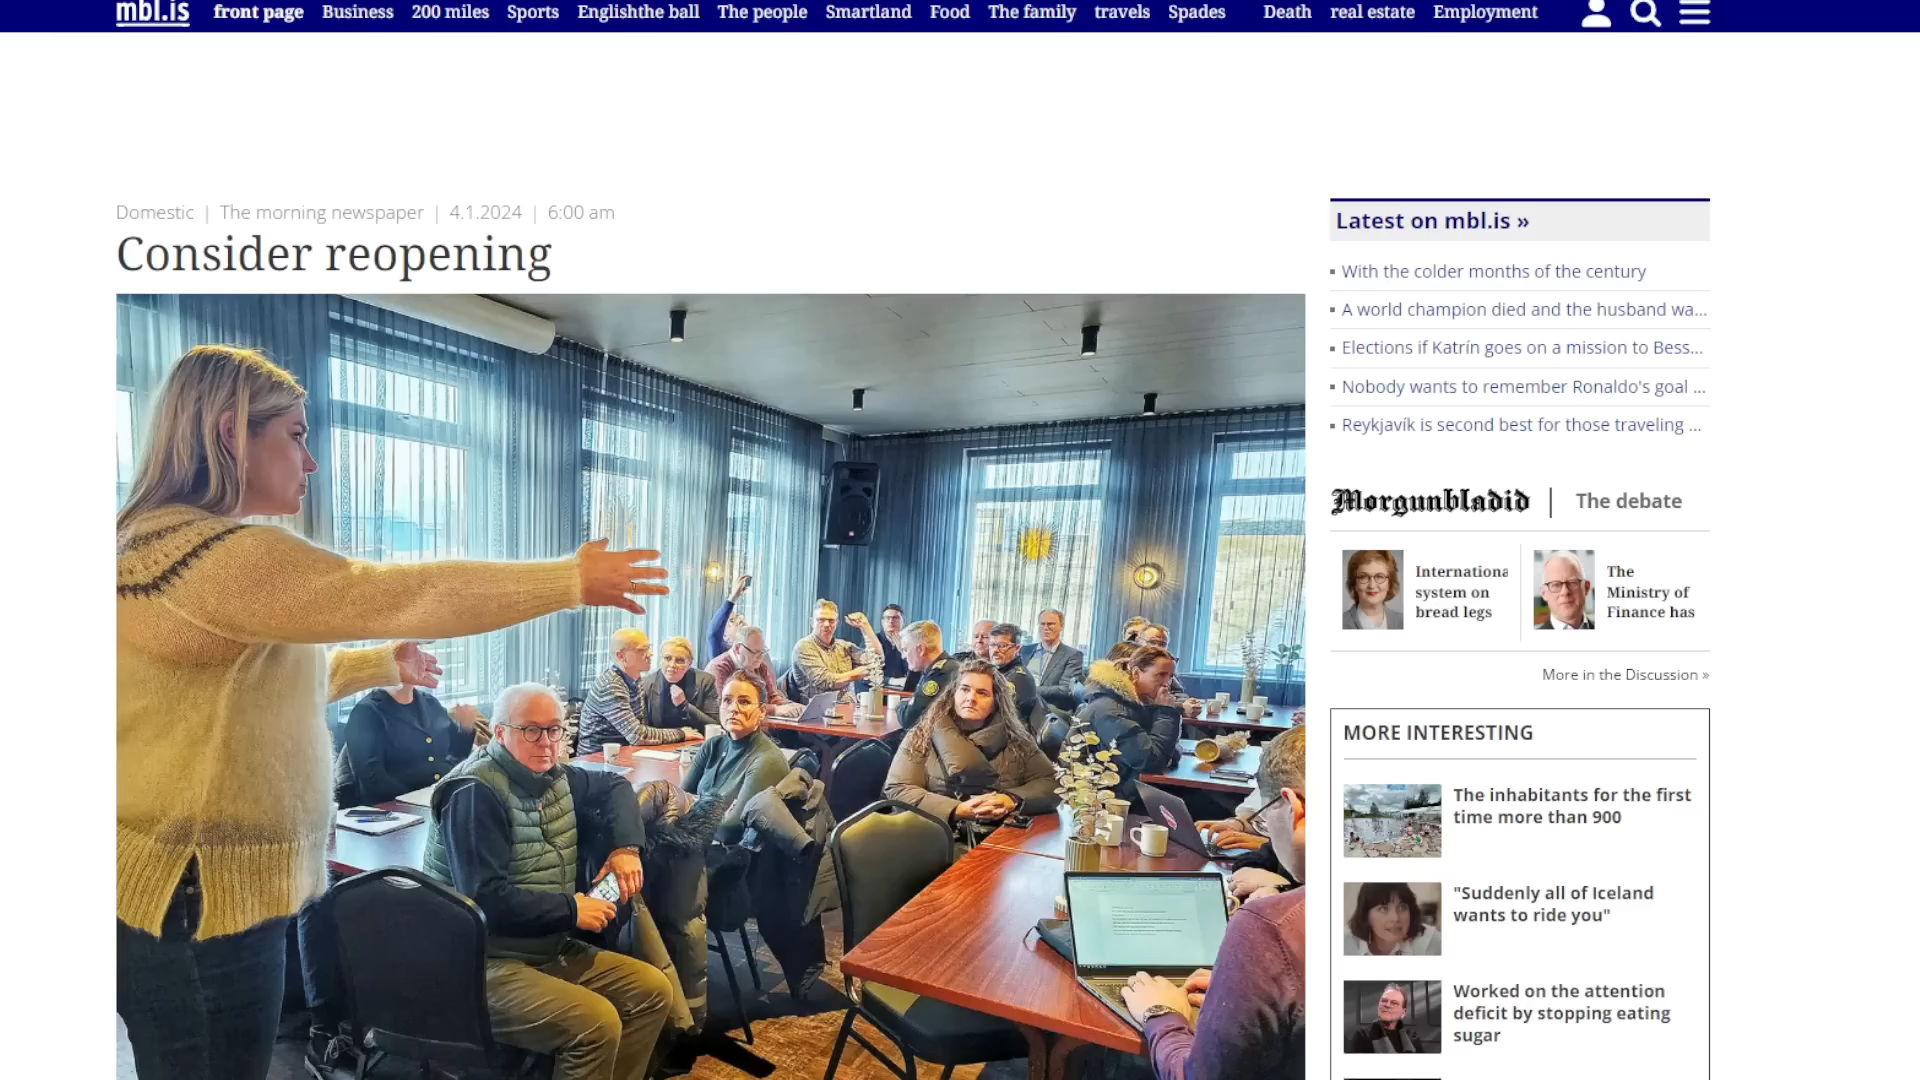 mbl.is front page Business 200 miles Sports Englishthe ball The people Smartland Food The family travels Spades Death real estate Employment
Domestic | The morning newspaper | 4.1.2024 | 6:00 am
Consider reopening
Latest on mbl.is »
With the colder months of the century
A world champion died and the husband wa...
Elections if Katrín goes on a mission to Bess...
Nobody wants to remember Ronaldo's goal ...
Reykjavík is second best for those traveling ...
Morgunbladid | The debate
Internationa
system on
bread legs
The
Ministry of
Finance has
More in the Discussion »
MORE INTERESTING
The inhabitants for the first
time more than 900
"Suddenly all of Iceland
wants to ride you"
Worked on the attention
deficit by stopping eating
sugar